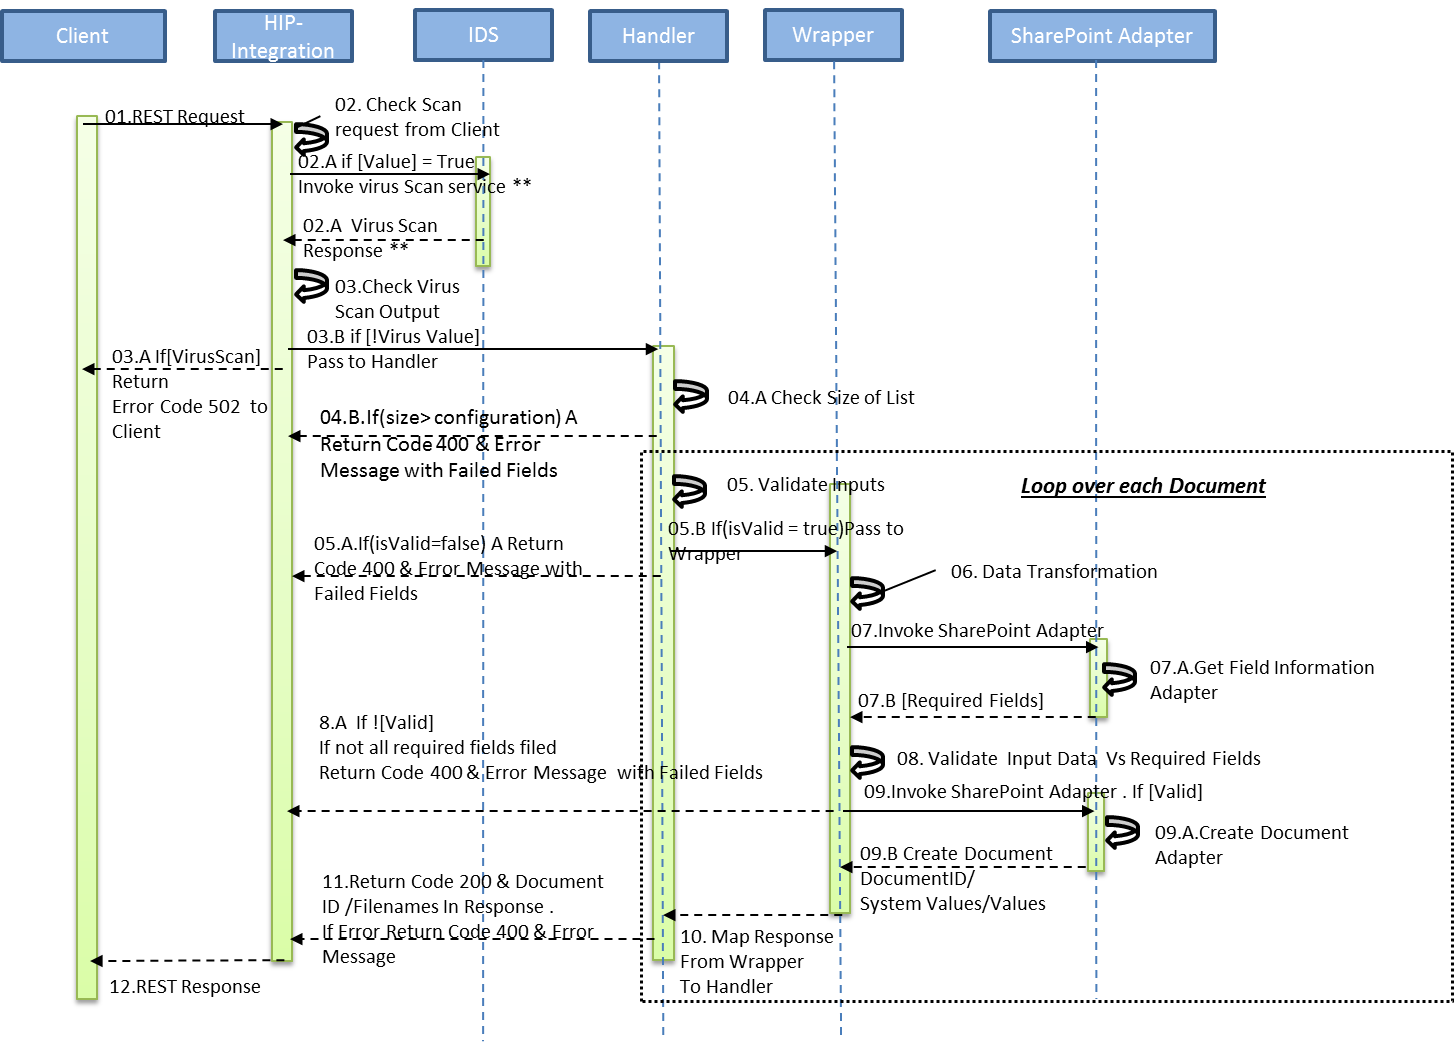 Client
HIP-
Integration
IDS
Handler
Wrapper
SharePoint Adapter
01.REST Request
02. Check Scan
request from Client
02.A if [Value] = True
Invoke virus Scan service **
02.A  Virus Scan
Response **
03.Check Virus
Scan Output
03.B if [!Virus Value]
Pass to Handler
03.A If[VirusScan]
Return
Error Code 502  to
Client
04.A Check Size of List
04.B.If(size> configuration) A
Return Code 400 & Error
Message with Failed Fields
Loop over each Document
05. Validate Inputs
05.B If(isValid = true)Pass to
Wrapper
05.A.If(isValid=false) A Return
Code 400 & Error Message with
Failed Fields
06. Data Transformation
07.Invoke SharePoint Adapter
07.A.Get Field Information
Adapter
07.B [Required Fields]
8.A  If ![Valid]
If not all required fields filed
Return Code 400 & Error Message  with Failed Fields
08. Validate  Input Data  Vs Required Fields
09.Invoke SharePoint Adapter . If [Valid]
09.A.Create Document
Adapter
09.B Create Document
DocumentID/
System Values/Values
11.Return Code 200 & Document
ID /Filenames In Response .
If Error Return Code 400 & Error
Message
10. Map Response
From Wrapper
To Handler
12.REST Response